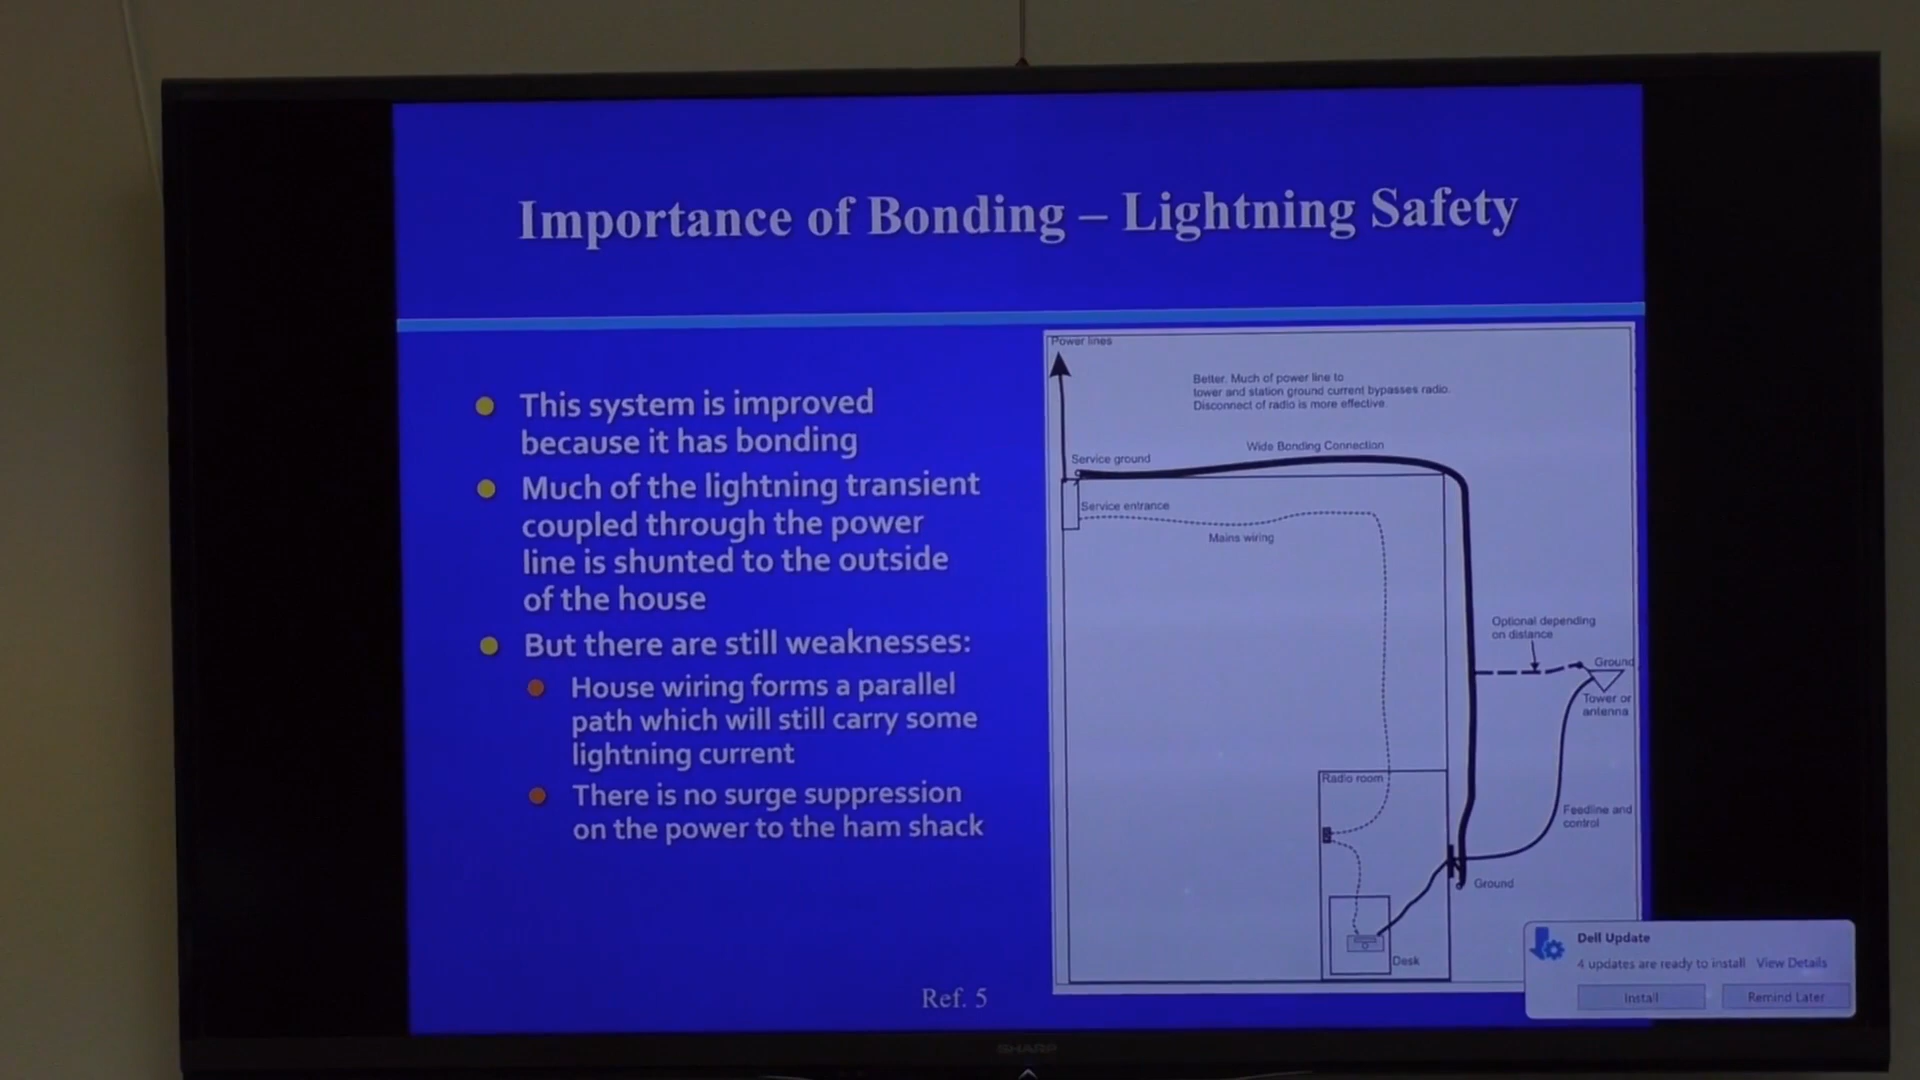 Importance of Bonding – Lightning Safety
This system is improved
because it has bonding
Much of the lightning transient
coupled through the power
line is shunted to the outside
of the house
But there are still weaknesses:
House wiring forms a parallel
path which will still carry some
lightning current
There is no surge suppression
on the power to the ham shack
Ref. 5
Power lines
Better. Much of power line to
tower and station ground current bypasses radio.
Disconnect of radio is more effective.
Wide Bonding Connection
Service ground
Service entrance
Mains wiring
Optional depending
on distance
Ground
Tower or
antenna
Radio room
Feedline and
control
Ground
Desk
Dell Update
4 updates are ready to install View Details
Install
Remind Later
SHARP